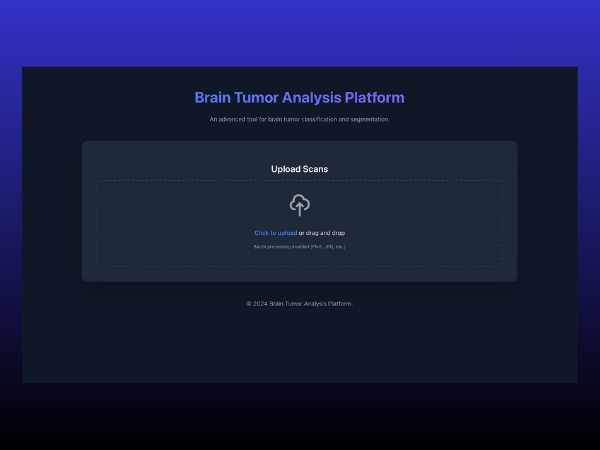 Brain Tumor Analysis Platform
An advanced tool for brain tumor classification and segmentation.
Upload Scans
Click to upload or drag and drop
Batch processing enabled (PNG, JPG, etc.)
© 2024 Brain Tumor Analysis Platform.